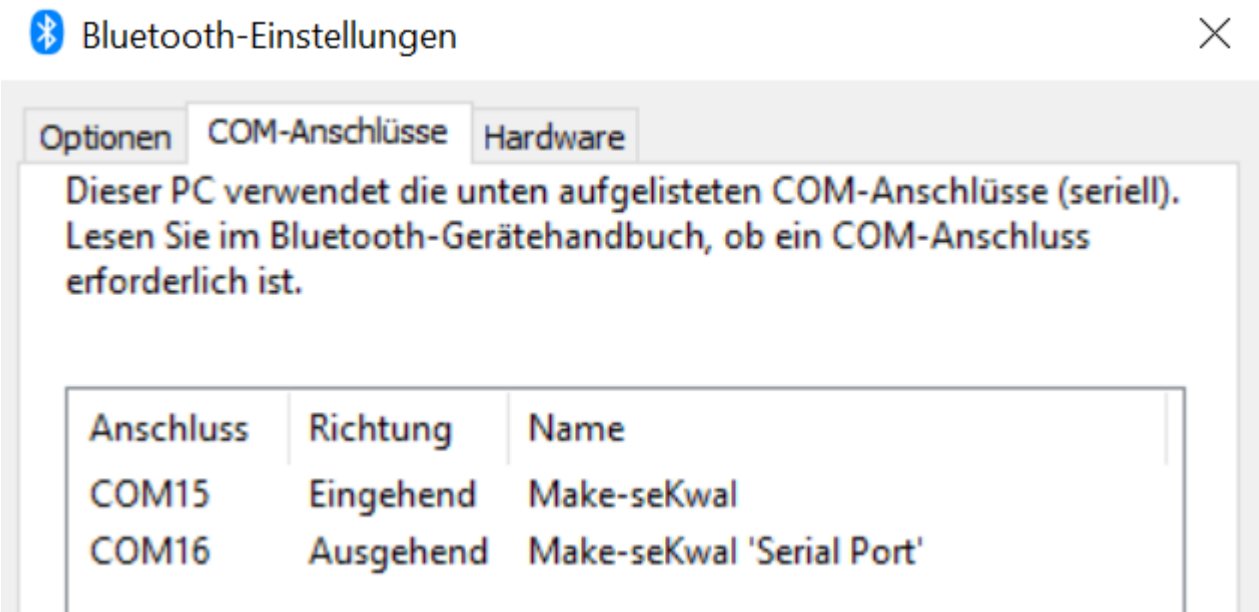 Bluetooth-Einstellungen
Optionen COM-Anschlüsse Hardware
Dieser PC verwendet die unten aufgelisteten COM-Anschlüsse (seriell).
Lesen Sie im Bluetooth-Gerätehandbuch, ob ein COM-Anschluss
erforderlich ist.
Anschluss Richtung Name
COM15 Eingehend Make-seKwal
COM16 Ausgehend Make-seKwal 'Serial Port'